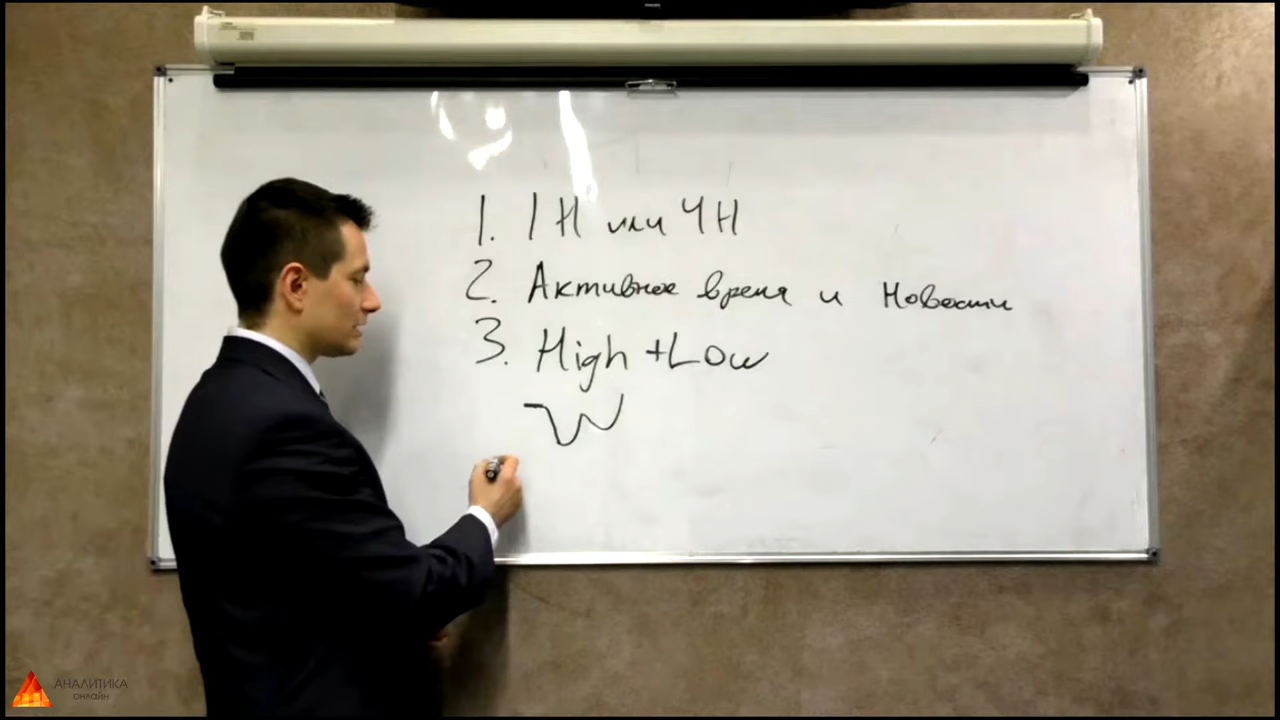 1. 1H или 4H
2. Активное время и Новости
3. High + Low
АНАЛИТИКА
онлайн